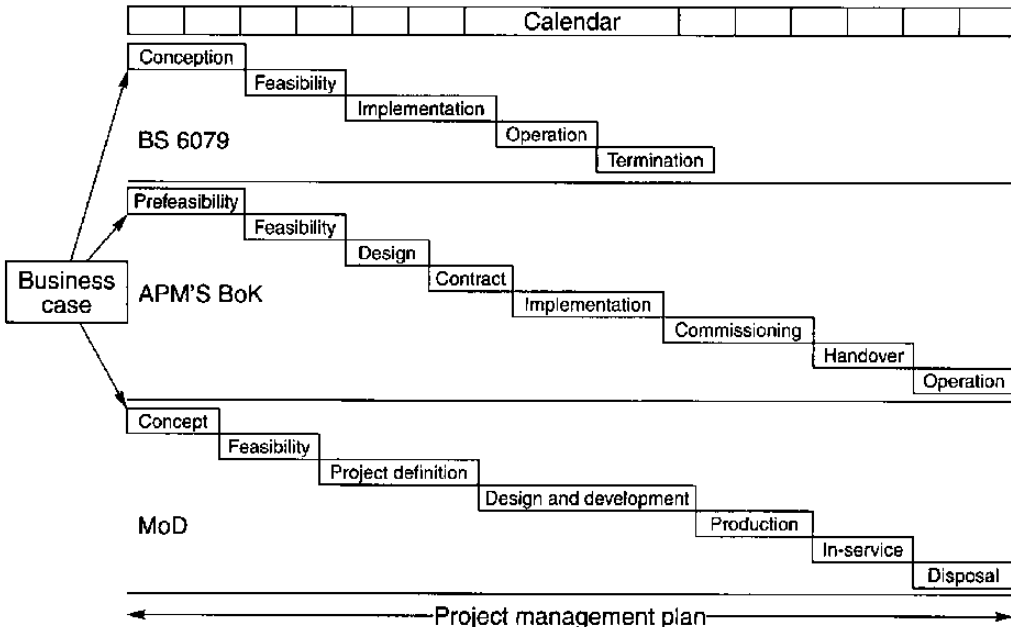 Calendar
Conception
Feasibility
Implementation
Operation
Termination
BS 6079
Prefeasibility
Feasibility
Design
Contract
Implementation
Commissioning
Handover
Operation
APM'S BoK
Business
case
Concept
Feasibility
Project definition
Design and development
Production
In-service
Disposal
MoD
Project management plan